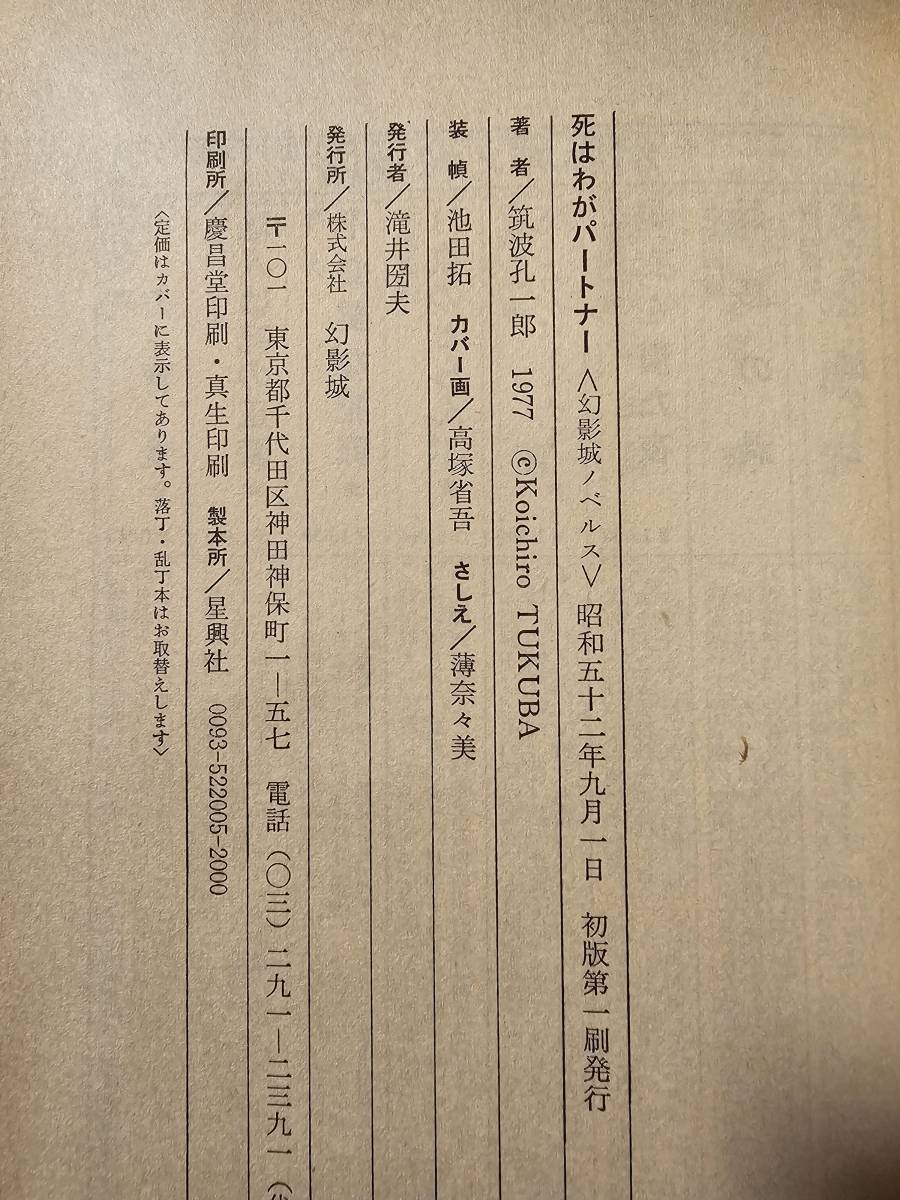 死はわがパートナー 〈幻影城ノベルス〉 昭和五十二年九月一日 初版第一刷発行
著者/筑波孔一郎 1977 ©Koichiro TUKUBA
装幀/池田拓 カバー画/高塚省吾 さしえ/薄奈々美
発行者/滝井圀夫
発行所/株式会社 幻影城
〒一〇一 東京都千代田区神田神保町一—五七 電話(〇三)二九一—二三九一(
印刷所/慶昌堂印刷・真生印刷 製本所/星興社 0093-522005-2000
〈定価はカバーに表示してあります。落丁・乱丁本はお取替えします〉